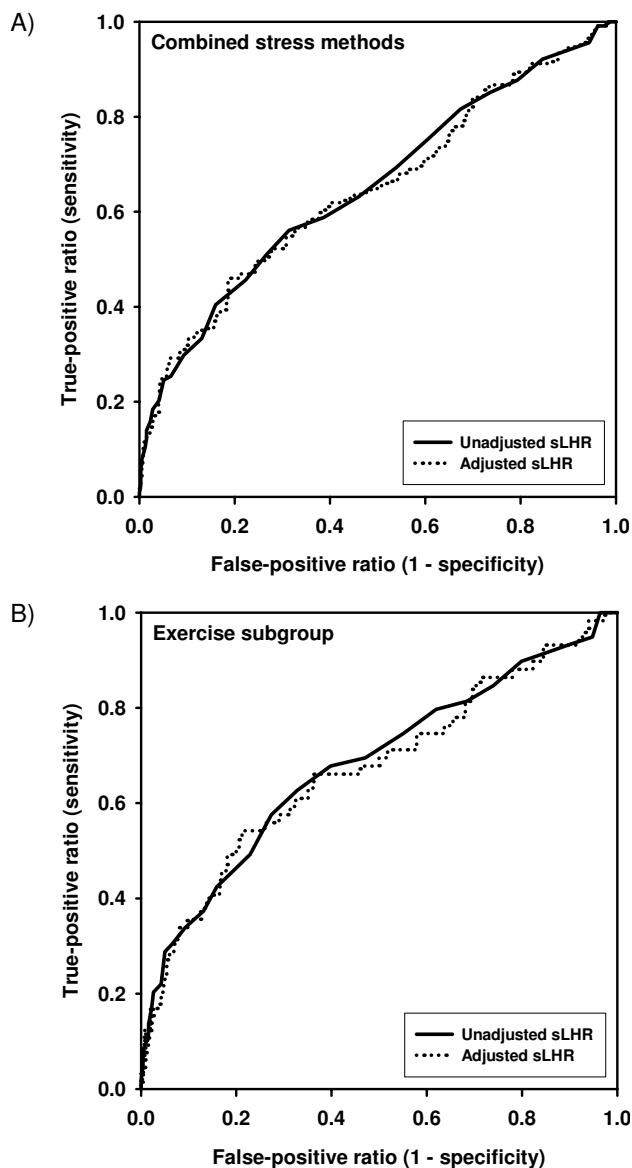 A)
Combined stress methods
True-positive ratio (sensitivity)
1.0
0.8
0.6
0.4
0.2
0.0
Unadjusted sLHR
Adjusted sLHR
0.0 0.2 0.4 0.6 0.8 1.0
False-positive ratio (1 - specificity)
B)
Exercise subgroup
True-positive ratio (sensitivity)
1.0
0.8
0.6
0.4
0.2
0.0
Unadjusted sLHR
Adjusted sLHR
0.0 0.2 0.4 0.6 0.8 1.0
False-positive ratio (1 - specificity)